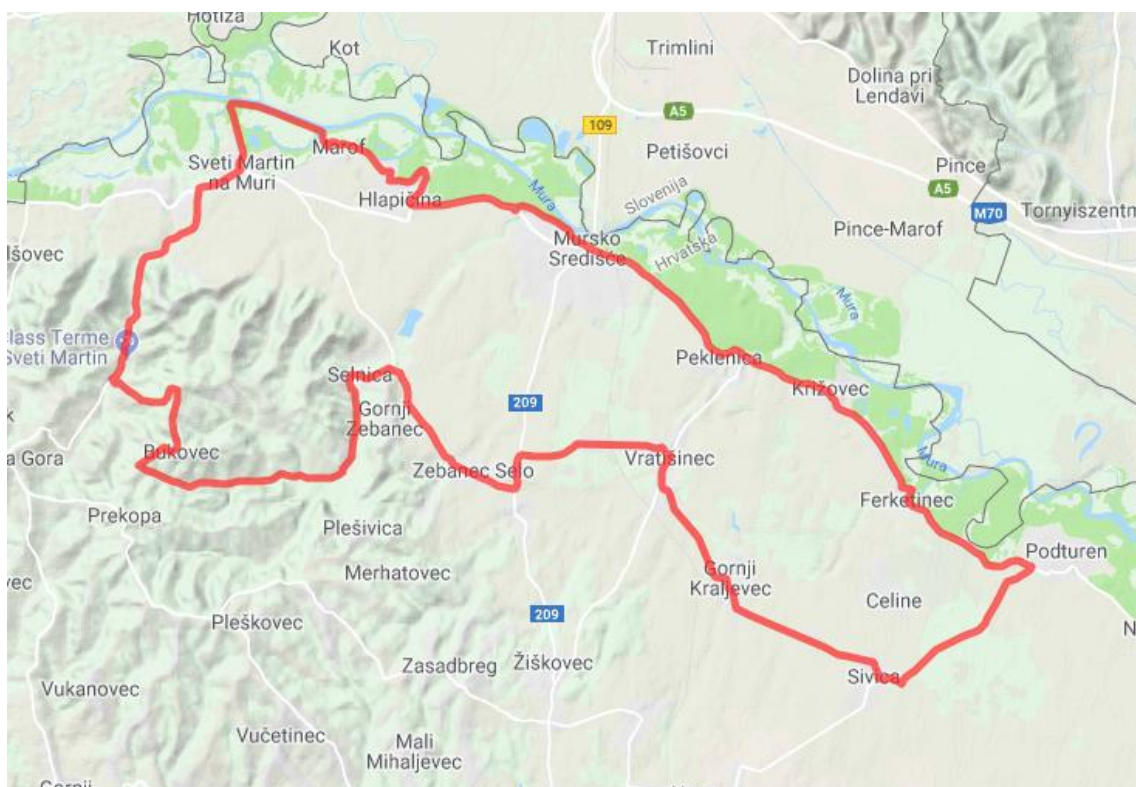 Hotiza
Kot
Trimlini
Dolina pri
Lendavi
A5
109
Petišovci
Marof
Sveti Martin
na Muri
Pince
A5
Hlapičina
Mura
Slovenija
M70
Tornyiszentm
Pince-Marof
Mursko
Središće
Hrvatska
lšovec
Mura
lass Terme
Sveti Martin
Peklenica
Selnica
Križovec
209
Gornji
Zebanec
k
a Gora
Bukovec
Zebanec Selo
Vratišinec
Mura
Ferketinec
Prekopa
Plešivica
Podturen
vec
Merhatovec
Gornji
Kraljevec
Celine
209
Pleškovec
N
Zasadbreg
Žiškovec
Sivica
Vukanovec
Vučetinec
Mali
Mihaljevec
Gornji